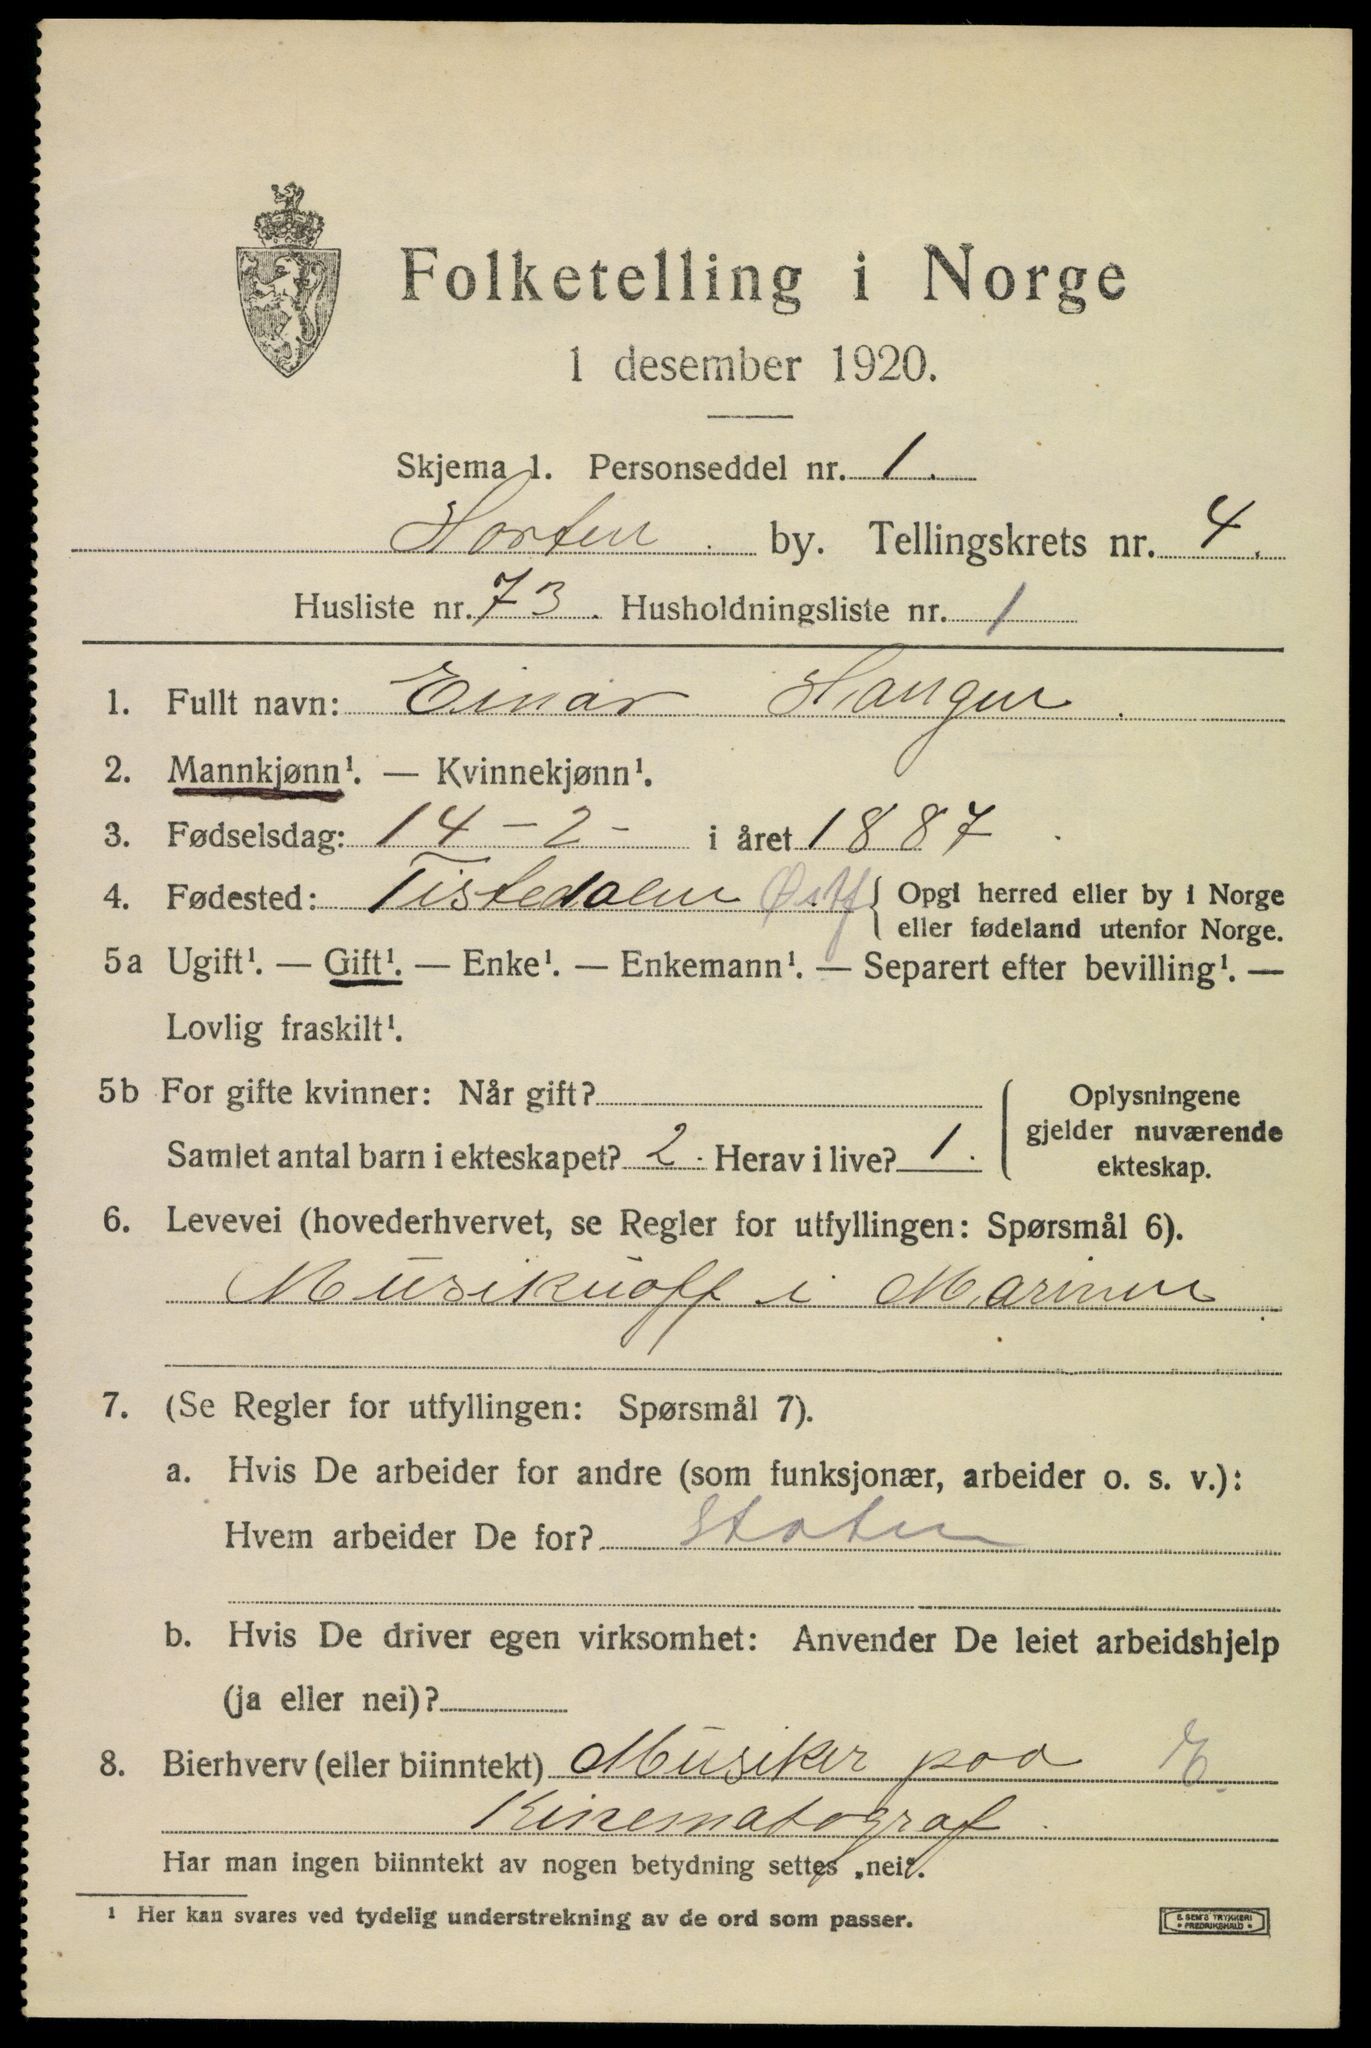 Folketelling i Norge
1 desember 1920.
Skjema 1. Personseddel nr. 1.
Horten. by. Tellingskrets nr. 4.
Husliste nr. 73. Husholdningsliste nr. 1
1. Fullt navn: Einar Haugen.
2. Mannkjønn¹. — Kvinnekjønn¹.
3. Fødselsdag: 14 - 2 - i året 1887.
4. Fødested: Tistedalen Østf { Opgi herred eller by i Norge
eller fødeland utenfor Norge.
5a Ugift¹. — Gift¹. — Enke¹. — Enkemann¹. — Separert efter bevilling¹. —
Lovlig fraskilt¹.
5b For gifte kvinner: Når gift?
Samlet antal barn i ekteskapet? 2. Herav i live? 1.
Oplysningene
gjelder nuværende
ekteskap.
6. Levevei (hovederhvervet, se Regler for utfyllingen: Spørsmål 6).
Musikuoff i Marinen
7. (Se Regler for utfyllingen: Spørsmål 7).
a. Hvis De arbeider for andre (som funksjonær, arbeider o. s. v.):
Hvem arbeider De for? Staten
b. Hvis De driver egen virksomhet: Anvender De leiet arbeidshjelp
(ja eller nei)?
8. Bierhverv (eller biinntekt) Musiker paa
Kinematograf.
Har man ingen biinntekt av nogen betydning settes „nei“.
¹ Her kan svares ved tydelig understrekning av de ord som passer.
E. SEM'S TRYKKERI
• FREDRIKSHALD •